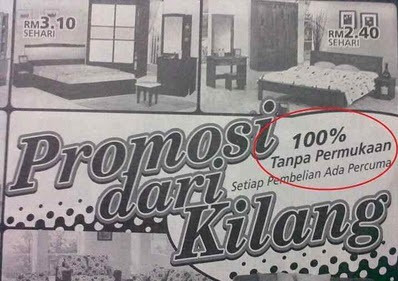 RM3.10
SEHARI
RM2.40
SEHARI
Promosi
dari
Kilang
100%
Tanpa Permukaan
Setiap Pembelian Ada Percuma